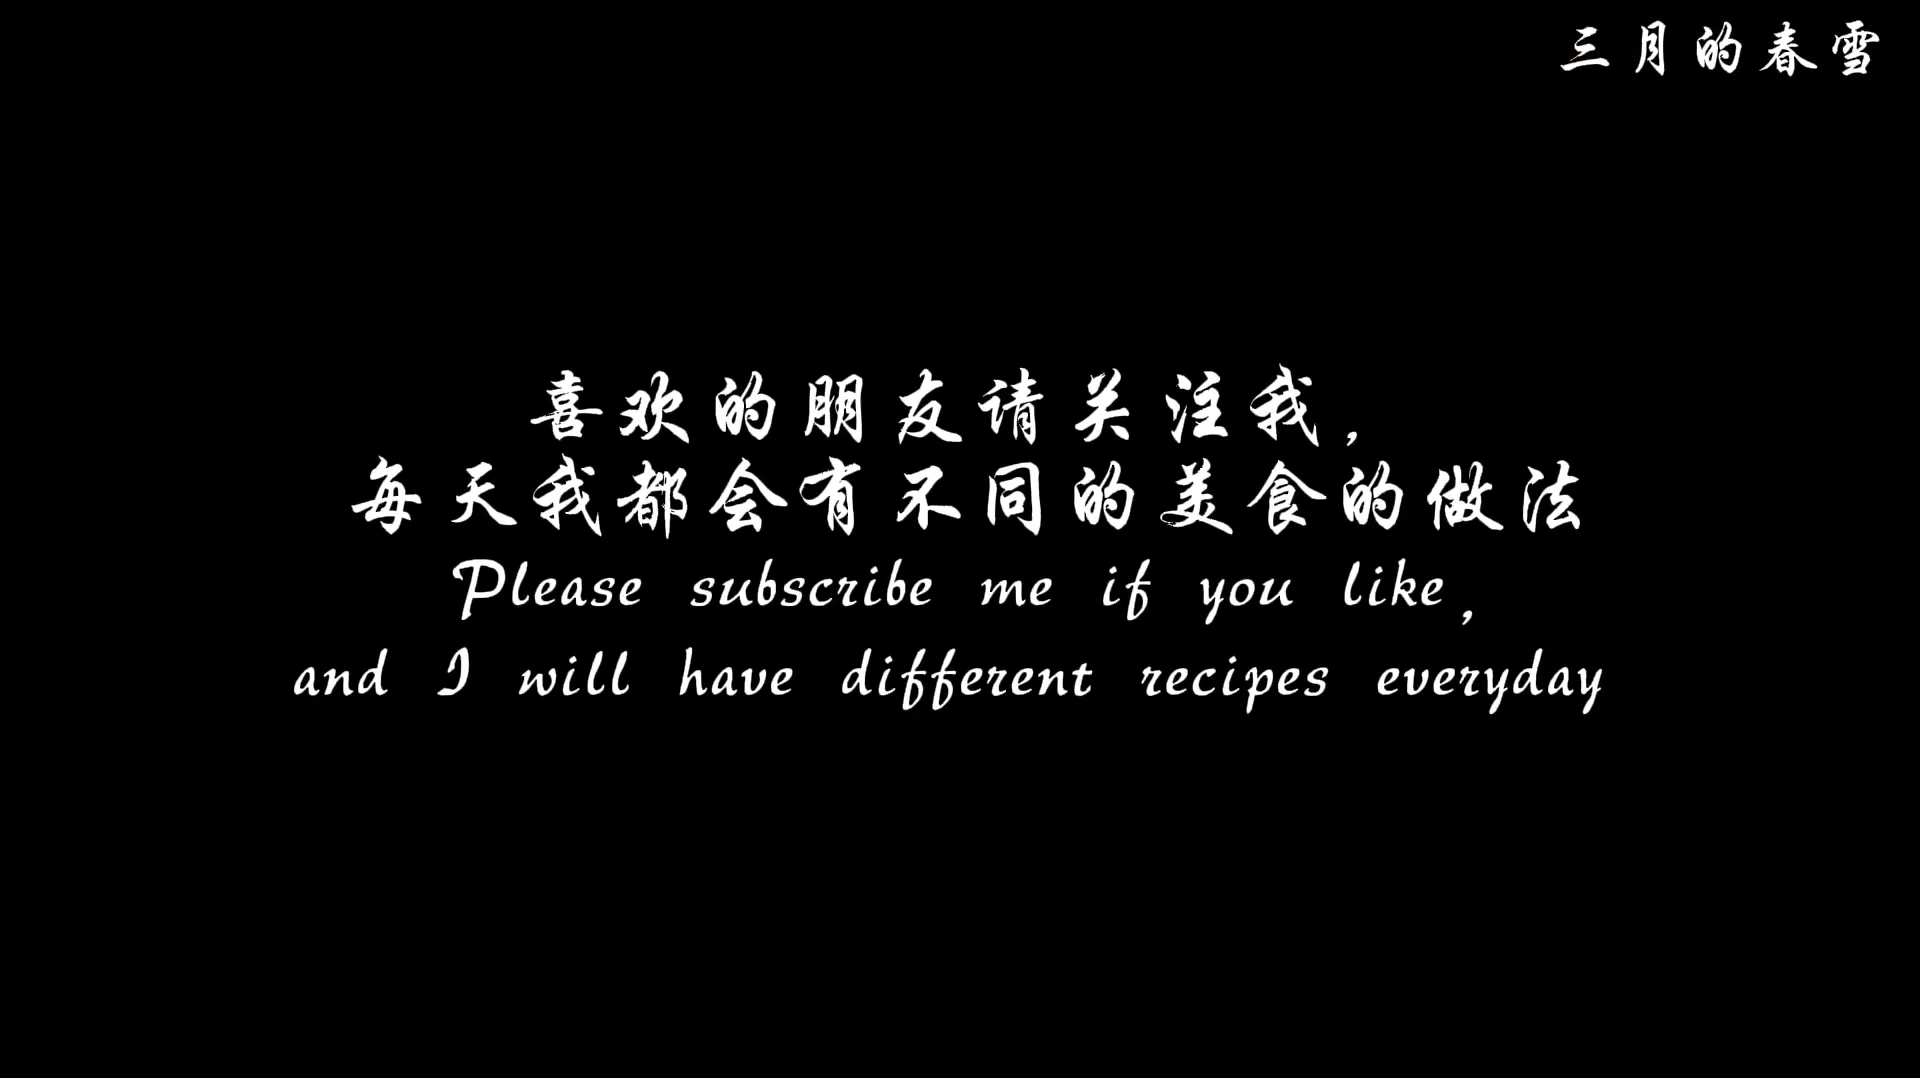 三月的春雪
喜欢的朋友请关注我，
每天我都会有不同的美食的做法
Please subscribe me if you like,
and I will have different recipes everyday